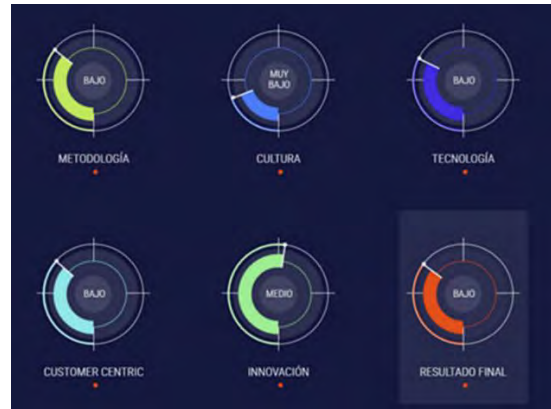 BAJO
METODOLOGÍA
MUY
BAJO
CULTURA
BAJO
TECNOLOGÍA
BAJO
CUSTOMER CENTRIC
MEDIO
INNOVACIÓN
BAJO
RESULTADO FINAL